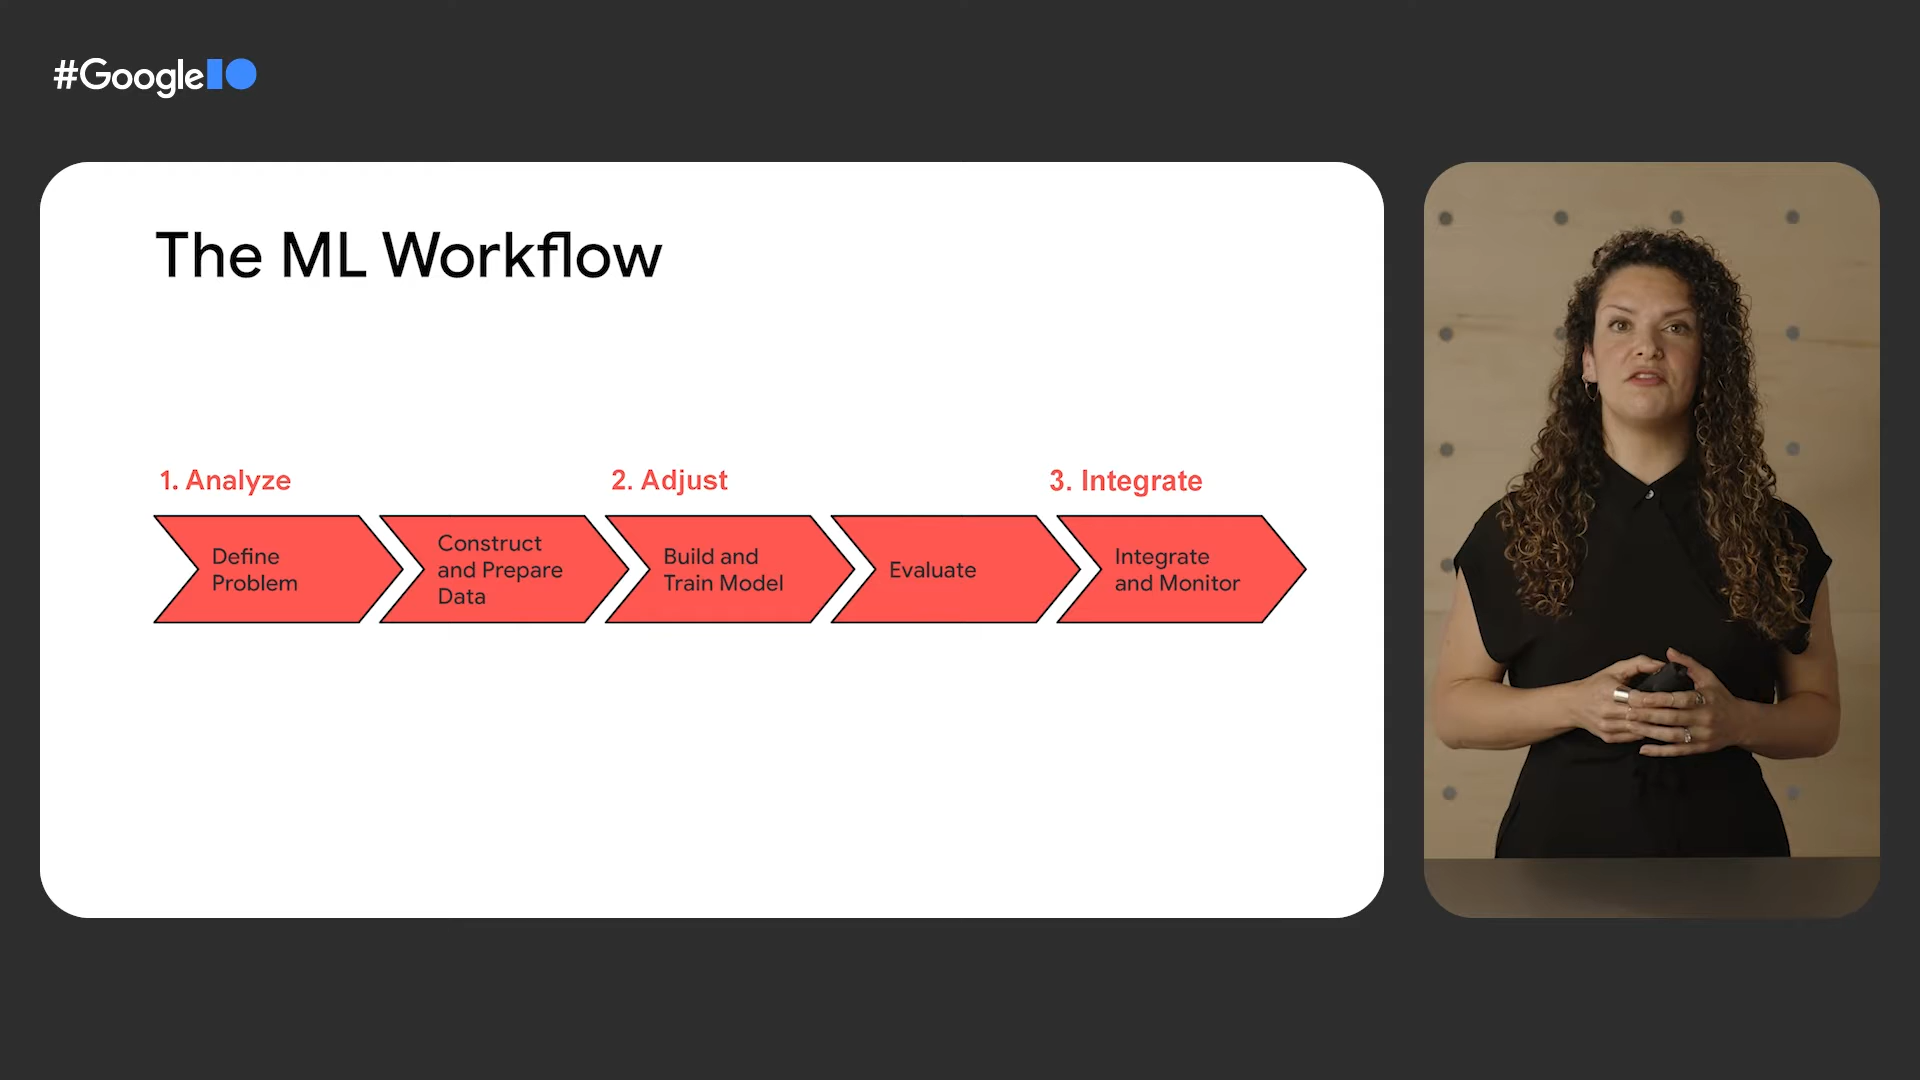 #GoogleIO
The ML Workflow
1. Analyze
2. Adjust
3. Integrate
Define
Problem
Construct
and Prepare
Data
Build and
Train Model
Evaluate
Integrate
and Monitor